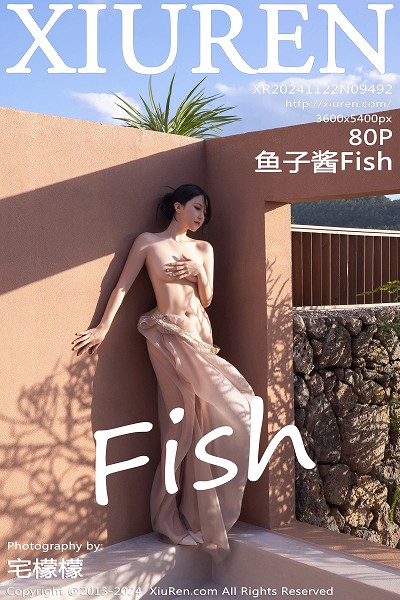 XIUREN
XR20241122N09492
http://xiuren.com/
3600x5400px
80P
鱼子酱Fish
Fish
Photography by:
宅檬檬
Copyright ©2013-2024 XiuRen.com All Rights Reserved